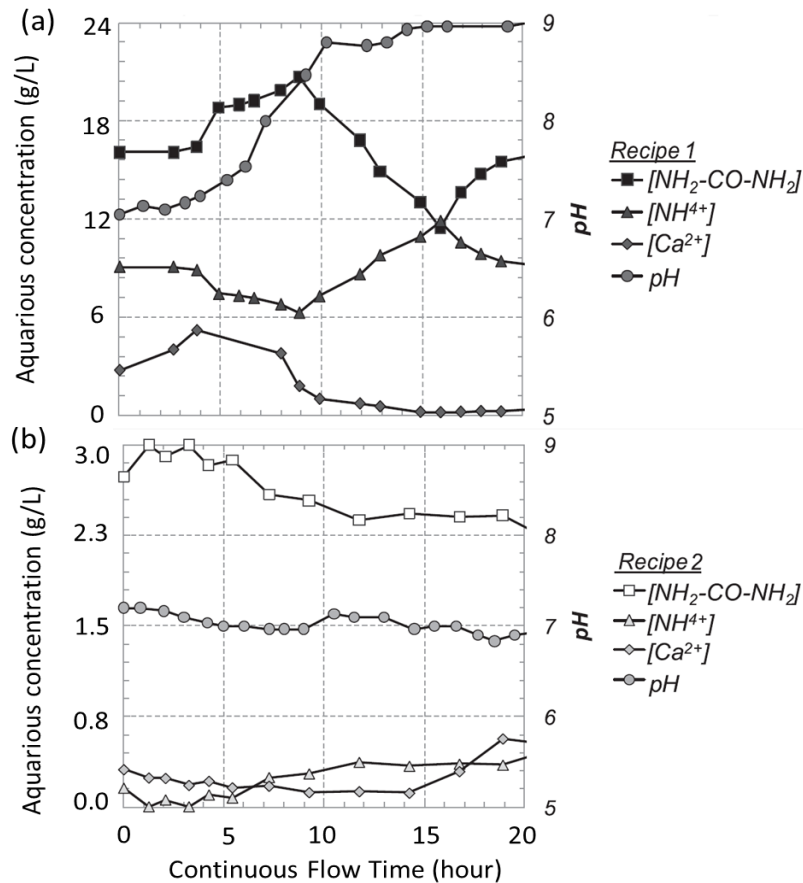 (a)
24
18
12
6
0
Aquarious concentration (g/L)
9
8
7
6
5
pH
Recipe 1
[NH2-CO-NH2]
[NH4+]
[Ca2+]
pH
(b)
3.0
2.3
1.5
0.8
0.0
Aquarious concentration (g/L)
9
8
7
6
5
pH
Recipe 2
[NH2-CO-NH2]
[NH4+]
[Ca2+]
pH
0 5 10 15 20
Continuous Flow Time (hour)